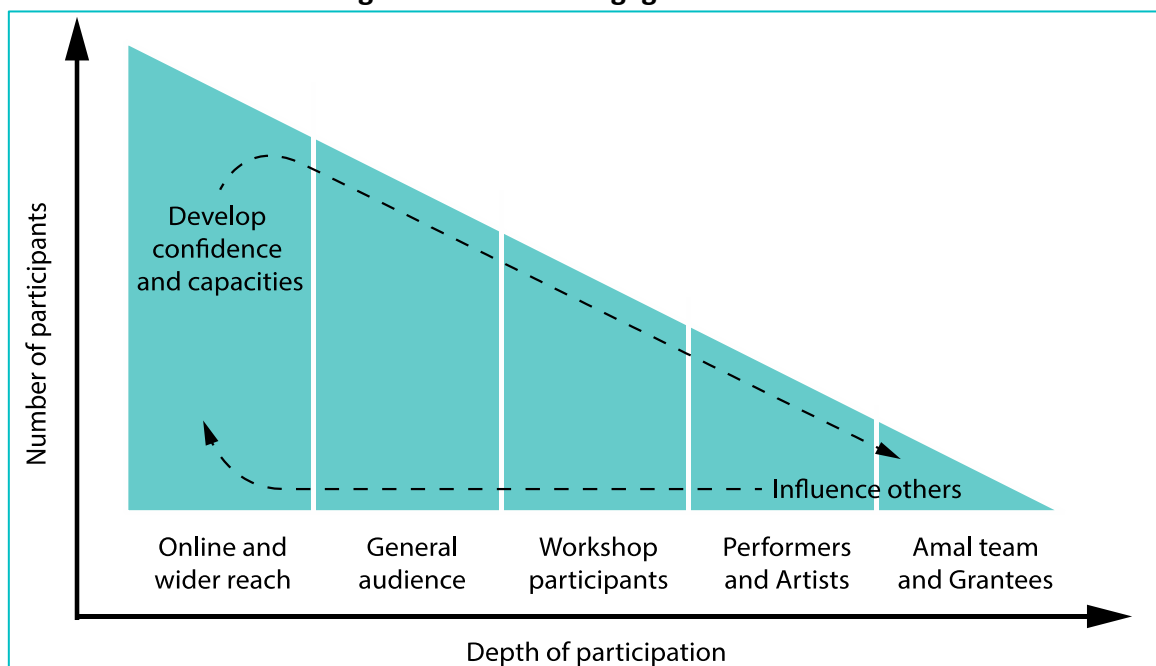 Number of participants
Develop
confidence
and capacities
Influence others
Online and
wider reach
General
audience
Workshop
participants
Performers
and Artists
Amal team
and Grantees
Depth of participation